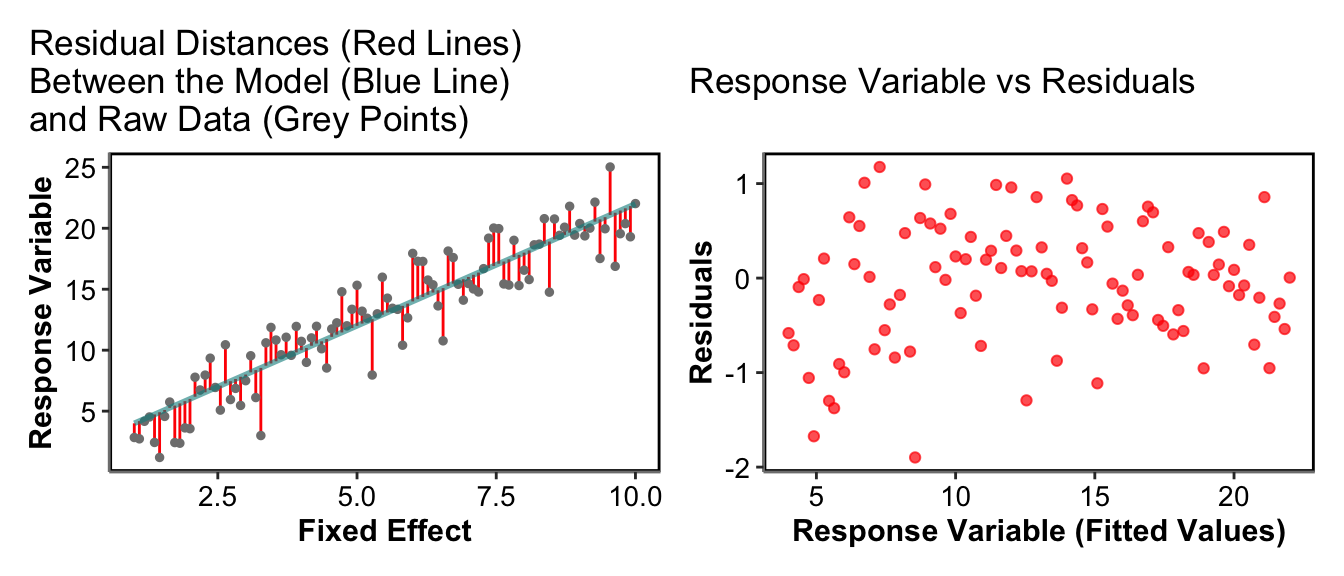 Residual Distances (Red Lines)
Between the Model (Blue Line)
and Raw Data (Grey Points)
Response Variable
25
20
15
10
5
2.5
5.0
7.5
10.0
Fixed Effect
Response Variable vs Residuals
Residuals
1
0
-1
-2
5
10
15
20
Response Variable (Fitted Values)